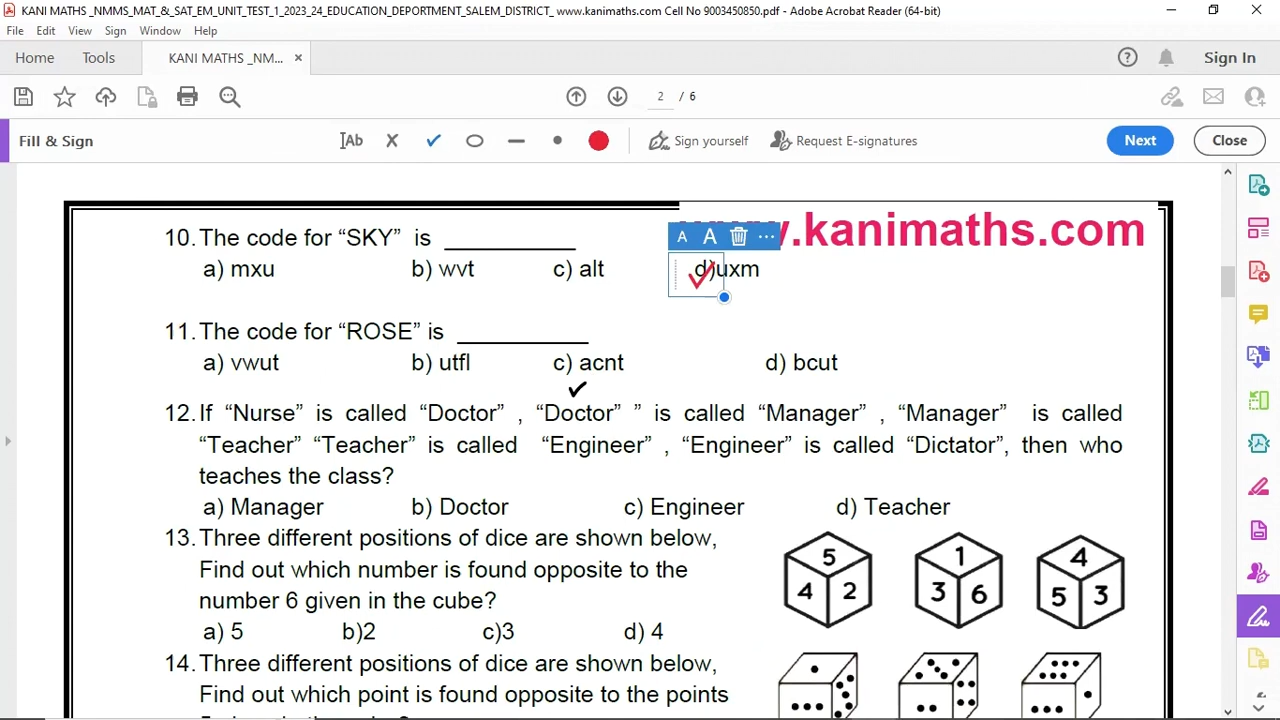 KANI MATHS _NMMS_MAT_& SAT_EM_UNIT_TEST_1_2023_24_EDUCATION_DEPORTMENT_SALEM_DISTRICT_ www.kanimaths.com Cell No 9003450850.pdf - Adobe Acrobat Reader (64-bit)
File Edit View Sign Window Help
Home Tools KANI MATHS _NM... × Sign In
2 / 6
Fill & Sign Ab Sign yourself Request E-signatures Next Close
.kanimaths.com
10. The code for “SKY” is __________
A A ...
a) mxu b) wvt c) alt d)uxm
11. The code for “ROSE” is __________
a) vwut b) utfl c) acnt d) bcut
12. If “Nurse” is called “Doctor” , “Doctor” ” is called “Manager” , “Manager” is called
“Teacher” “Teacher” is called “Engineer” , “Engineer” is called “Dictator”, then who
teaches the class?
a) Manager b) Doctor c) Engineer d) Teacher
13. Three different positions of dice are shown below,
Find out which number is found opposite to the
number 6 given in the cube?
5 4 2
1 3 6
4 5 3
a) 5 b)2 c)3 d) 4
14. Three different positions of dice are shown below,
Find out which point is found opposite to the points